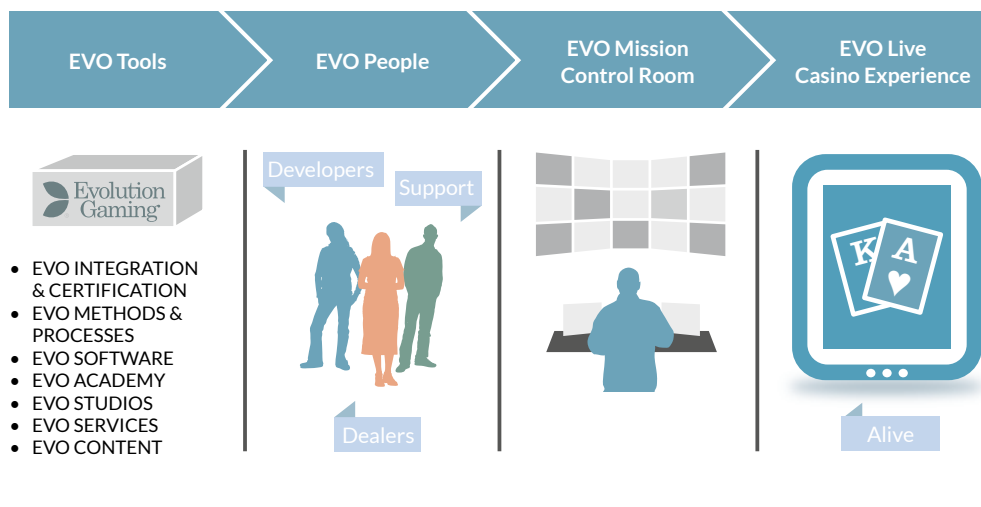 EVO Tools
EVO People
EVO Mission
Control Room
EVO Live
Casino Experience
Evolution
Gaming
• EVO INTEGRATION
& CERTIFICATION
• EVO METHODS &
PROCESSES
• EVO SOFTWARE
• EVO ACADEMY
• EVO STUDIOS
• EVO SERVICES
• EVO CONTENT
Developers
Support
Dealers
K
A
Alive